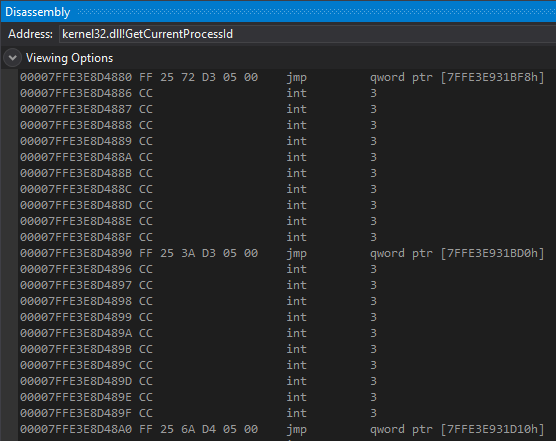 Disassembly
Address: kernel32.dll!GetCurrentProcessId
Viewing Options
00007FFE3E8D4880 FF 25 72 D3 05 00 jmp qword ptr [7FFE3E931BF8h]
00007FFE3E8D4886 CC int 3
00007FFE3E8D4887 CC int 3
00007FFE3E8D4888 CC int 3
00007FFE3E8D4889 CC int 3
00007FFE3E8D488A CC int 3
00007FFE3E8D488B CC int 3
00007FFE3E8D488C CC int 3
00007FFE3E8D488D CC int 3
00007FFE3E8D488E CC int 3
00007FFE3E8D488F CC int 3
00007FFE3E8D4890 FF 25 3A D3 05 00 jmp qword ptr [7FFE3E931BD0h]
00007FFE3E8D4896 CC int 3
00007FFE3E8D4897 CC int 3
00007FFE3E8D4898 CC int 3
00007FFE3E8D4899 CC int 3
00007FFE3E8D489A CC int 3
00007FFE3E8D489B CC int 3
00007FFE3E8D489C CC int 3
00007FFE3E8D489D CC int 3
00007FFE3E8D489E CC int 3
00007FFE3E8D489F CC int 3
00007FFE3E8D48A0 FF 25 6A D4 05 00 jmp qword ptr [7FFE3E931D10h]